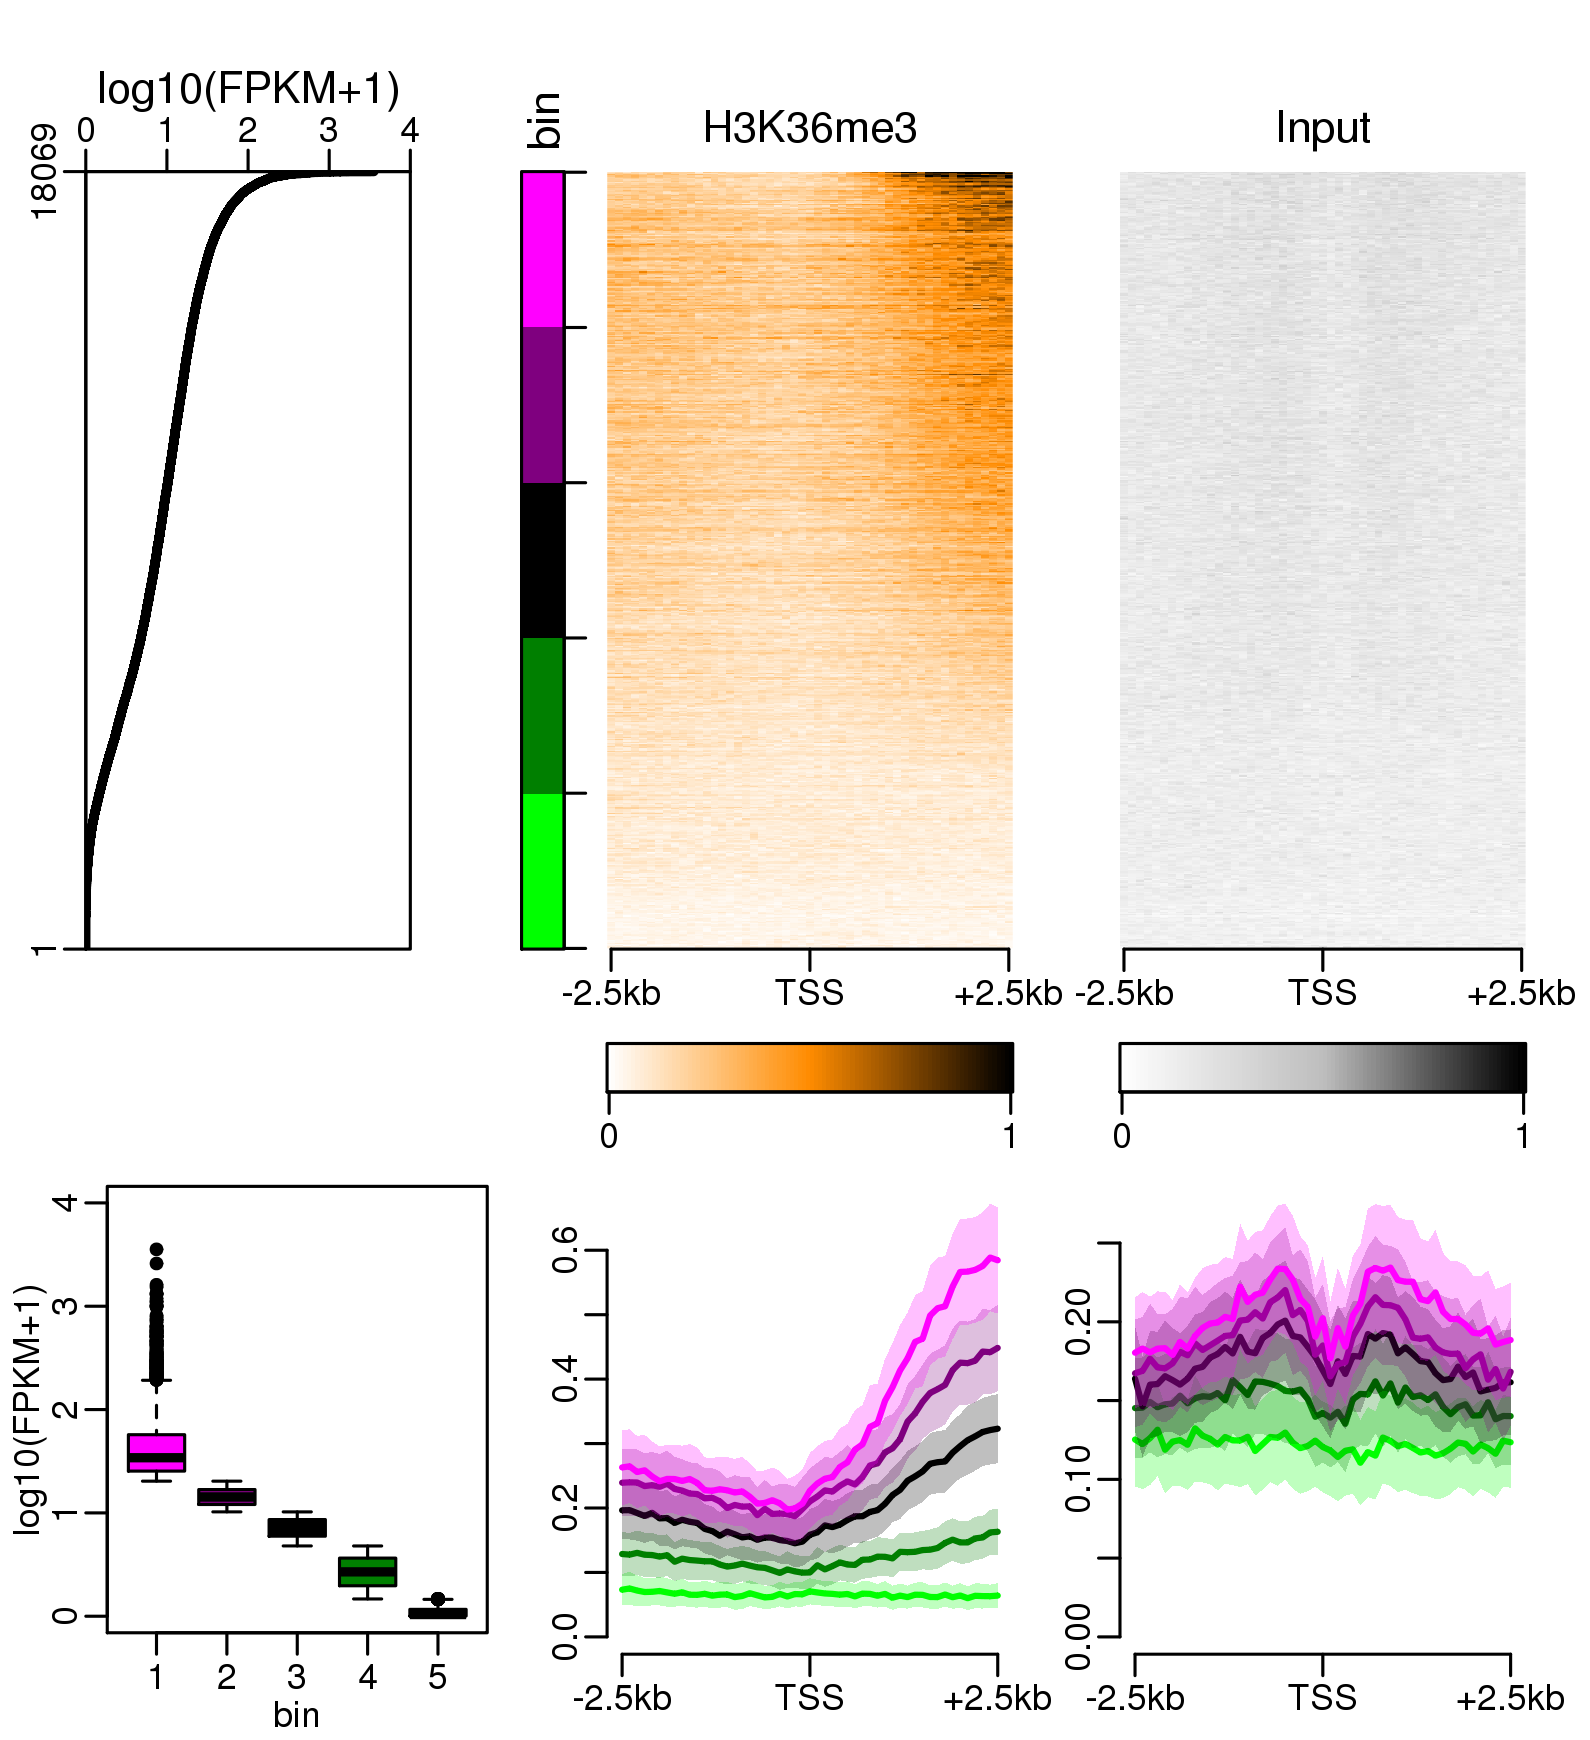 log10(FPKM+1)
0 1 2 3 4
18069
1
bin
H3K36me3
-2.5kb TSS +2.5kb
0 1
Input
-2.5kb TSS +2.5kb
0 1
log10(FPKM+1)
4
3
2
1
0
1 2 3 4 5
bin
0.6
0.4
0.2
0.0
-2.5kb TSS +2.5kb
0.20
0.10
0.00
-2.5kb TSS +2.5kb